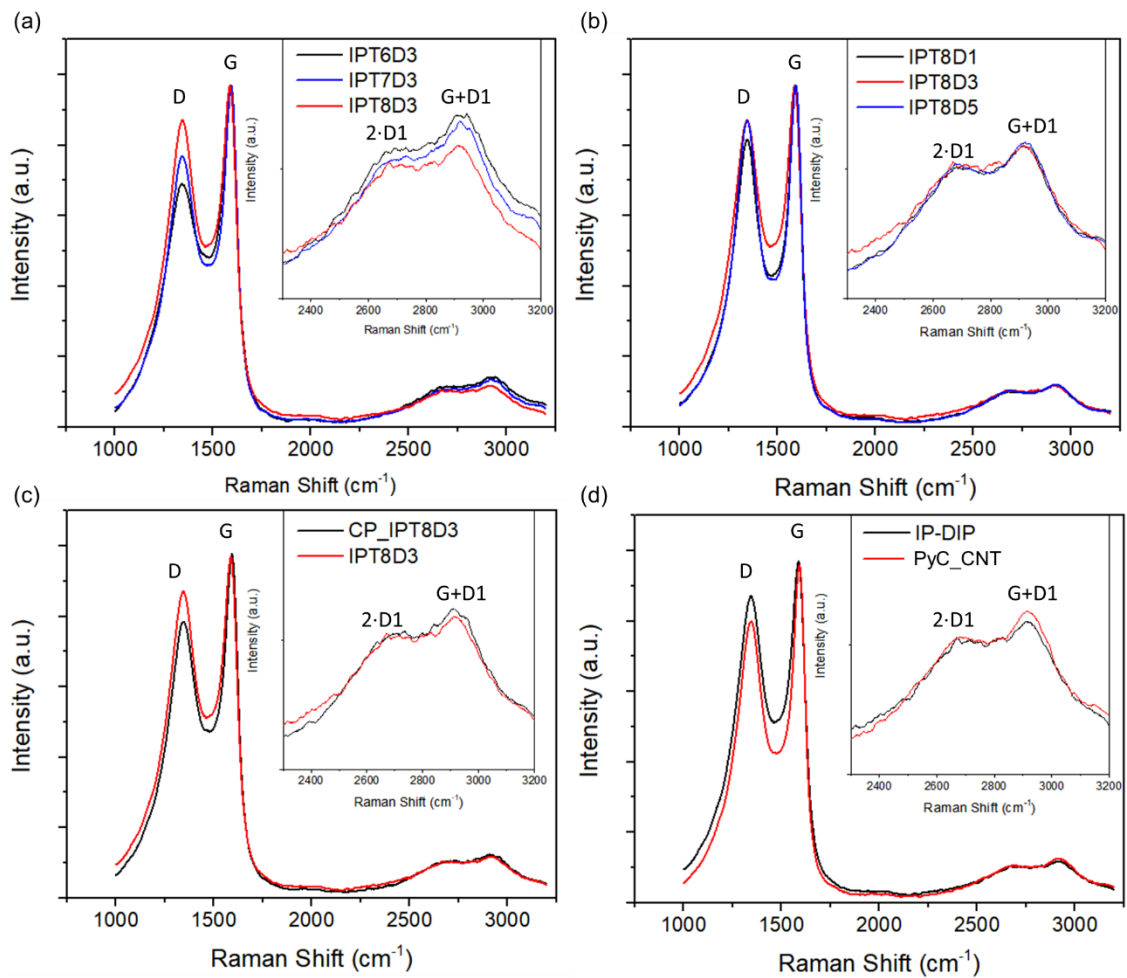 (a)
IPT6D3
IPT7D3
IPT8D3
G
D
G+D1
2·D1
Intensity (a.u.)
2400 2600 2800 3000 3200
Raman Shift (cm-1)
Intensity (a.u.)
1000 1500 2000 2500 3000
Raman Shift (cm-1)
(b)
IPT8D1
IPT8D3
IPT8D5
G
D
G+D1
2·D1
Intensity (a.u.)
2400 2600 2800 3000 3200
Raman Shift (cm-1)
Intensity (a.u.)
1000 1500 2000 2500 3000
Raman Shift (cm-1)
(c)
CP_IPT8D3
IPT8D3
G
D
G+D1
2·D1
Intensity (a.u.)
2400 2600 2800 3000 3200
Raman Shift (cm-1)
Intensity (a.u.)
1000 1500 2000 2500 3000
Raman Shift (cm-1)
(d)
IP-DIP
PyC_CNT
G
D
G+D1
2·D1
Intensity (a.u.)
2400 2600 2800 3000 3200
Raman Shift (cm-1)
Intensity (a.u.)
1000 1500 2000 2500 3000
Raman Shift (cm-1)